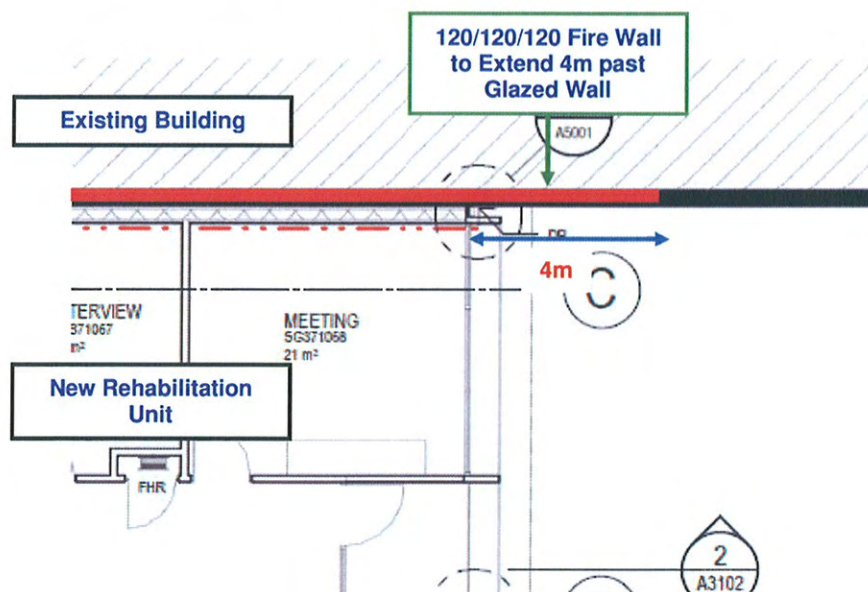 120/120/120 Fire Wall
to Extend 4m past
Glazed Wall
Existing Building
A5001
4m
C
TERVIEW
371067
m²
MEETING
SG371068
21 m²
New Rehabilitation
Unit
FHR
2
A3102